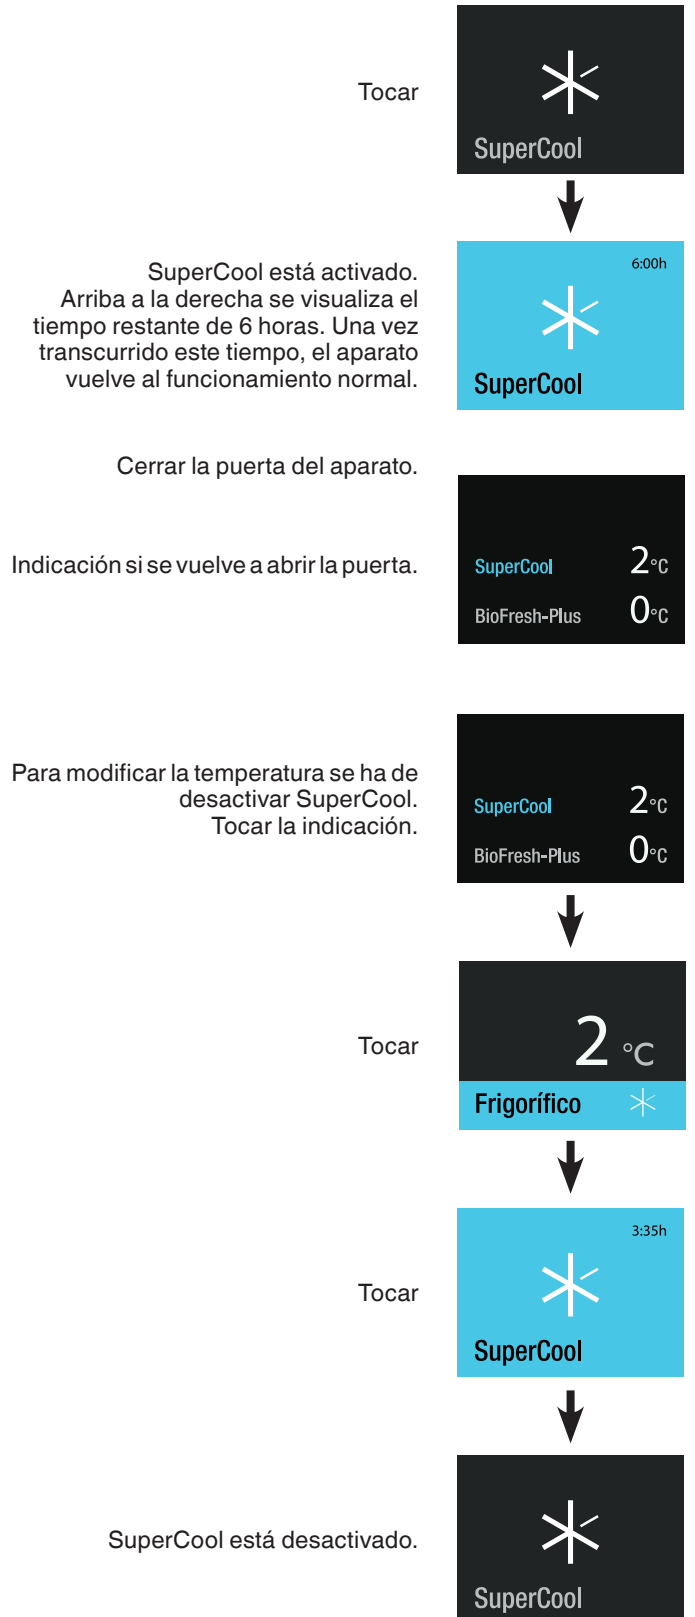 Tocar
SuperCool
SuperCool está activado.
Arriba a la derecha se visualiza el
tiempo restante de 6 horas. Una vez
transcurrido este tiempo, el aparato
vuelve al funcionamiento normal.
6:00h
SuperCool
Cerrar la puerta del aparato.
Indicación si se vuelve a abrir la puerta.
SuperCool 2°C
BioFresh-Plus 0°C
Para modificar la temperatura se ha de
desactivar SuperCool.
Tocar la indicación.
SuperCool 2°C
BioFresh-Plus 0°C
Tocar
2 °C
Frigorífico
Tocar
3:35h
SuperCool
SuperCool está desactivado.
SuperCool